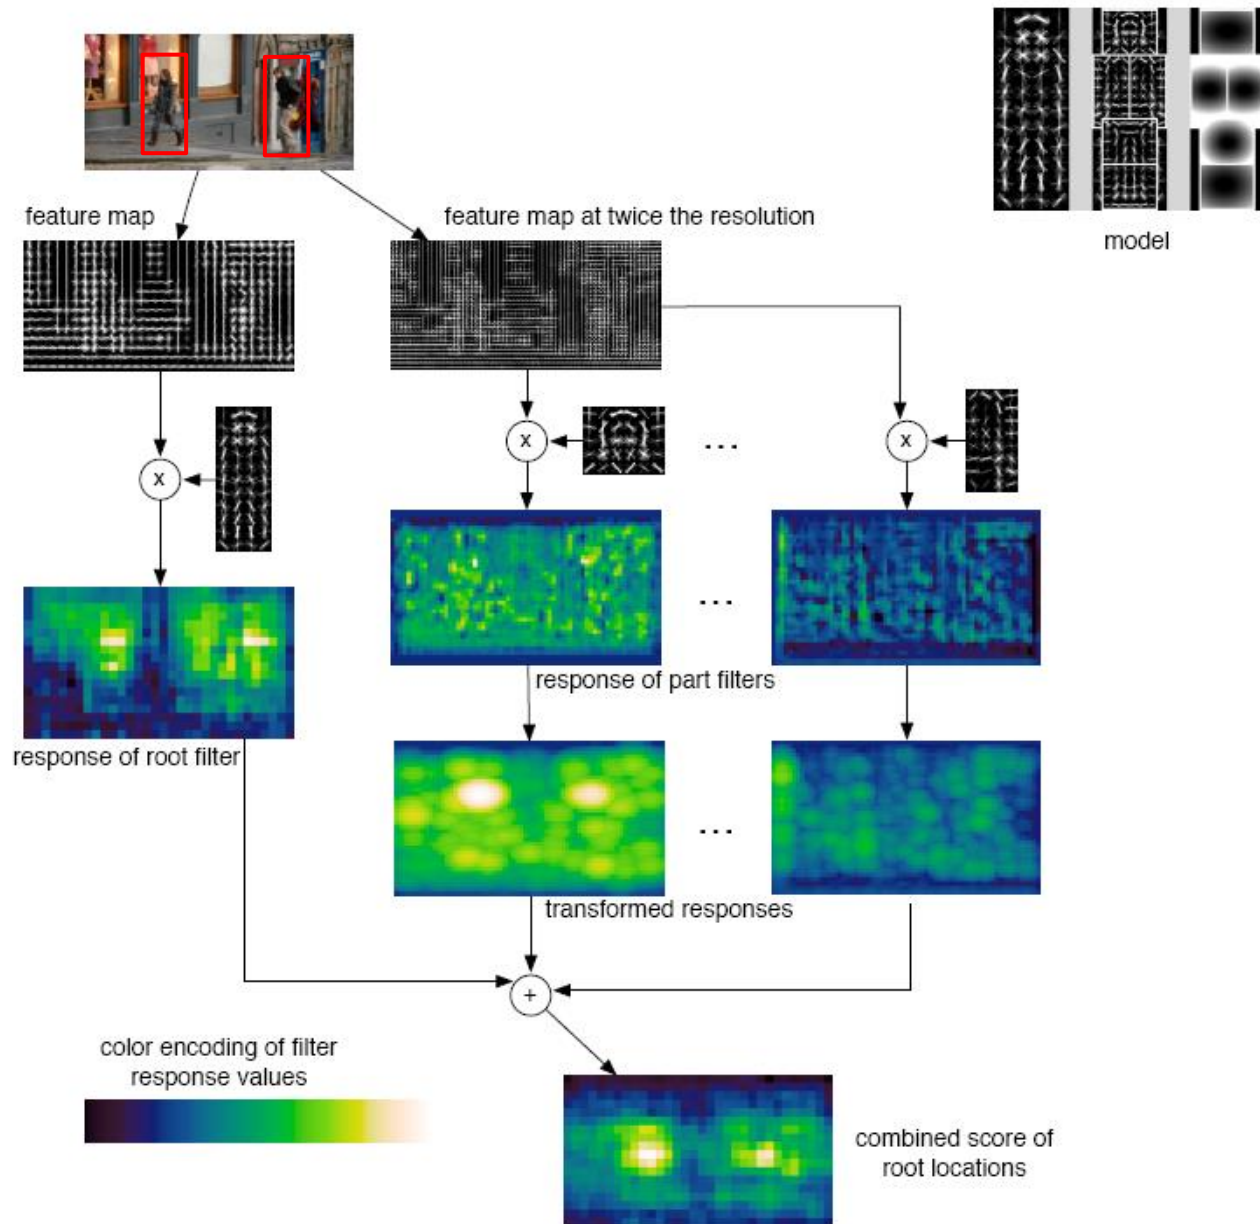 feature map
feature map at twice the resolution
model
x
x
...
x
response of part filters
...
response of root filter
...
transformed responses
+
color encoding of filter
response values
combined score of
root locations